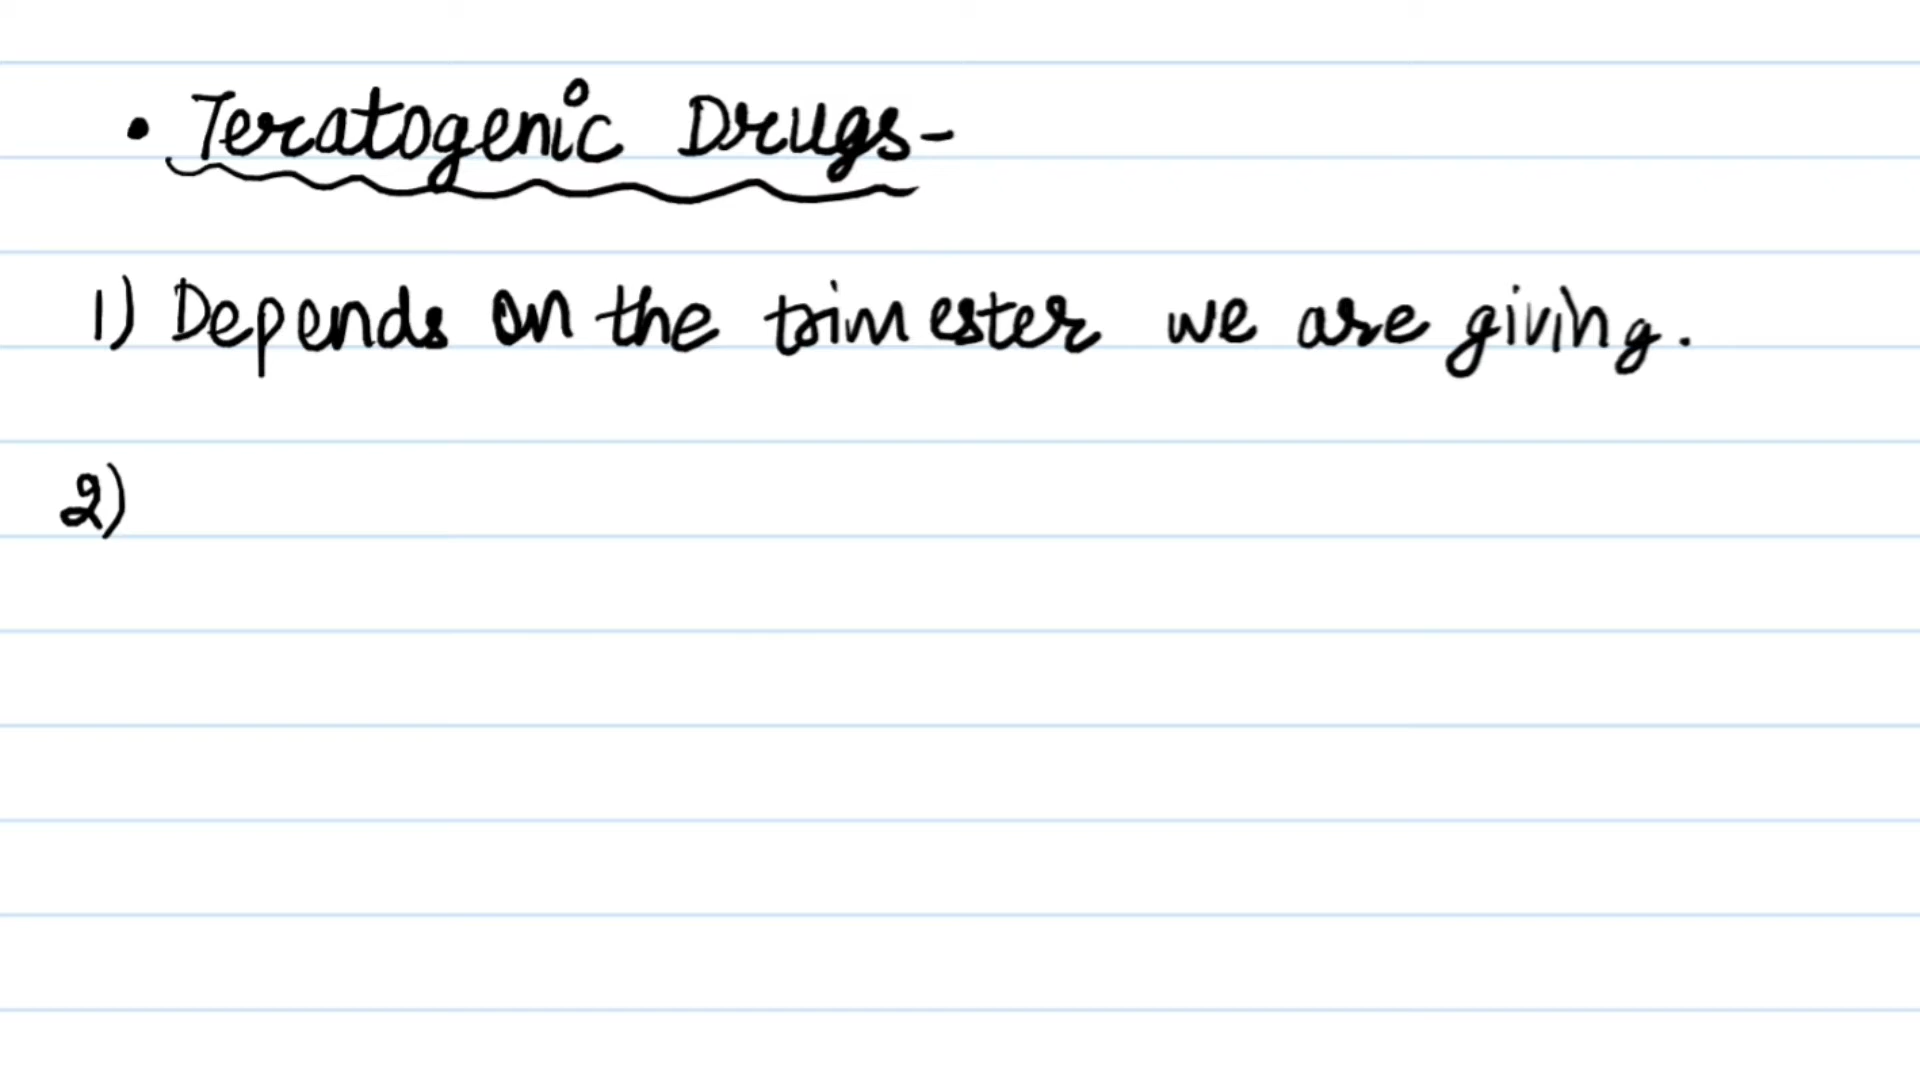 • Teratogenic Drugs-
1) Depends on the trimester we are giving.
2)